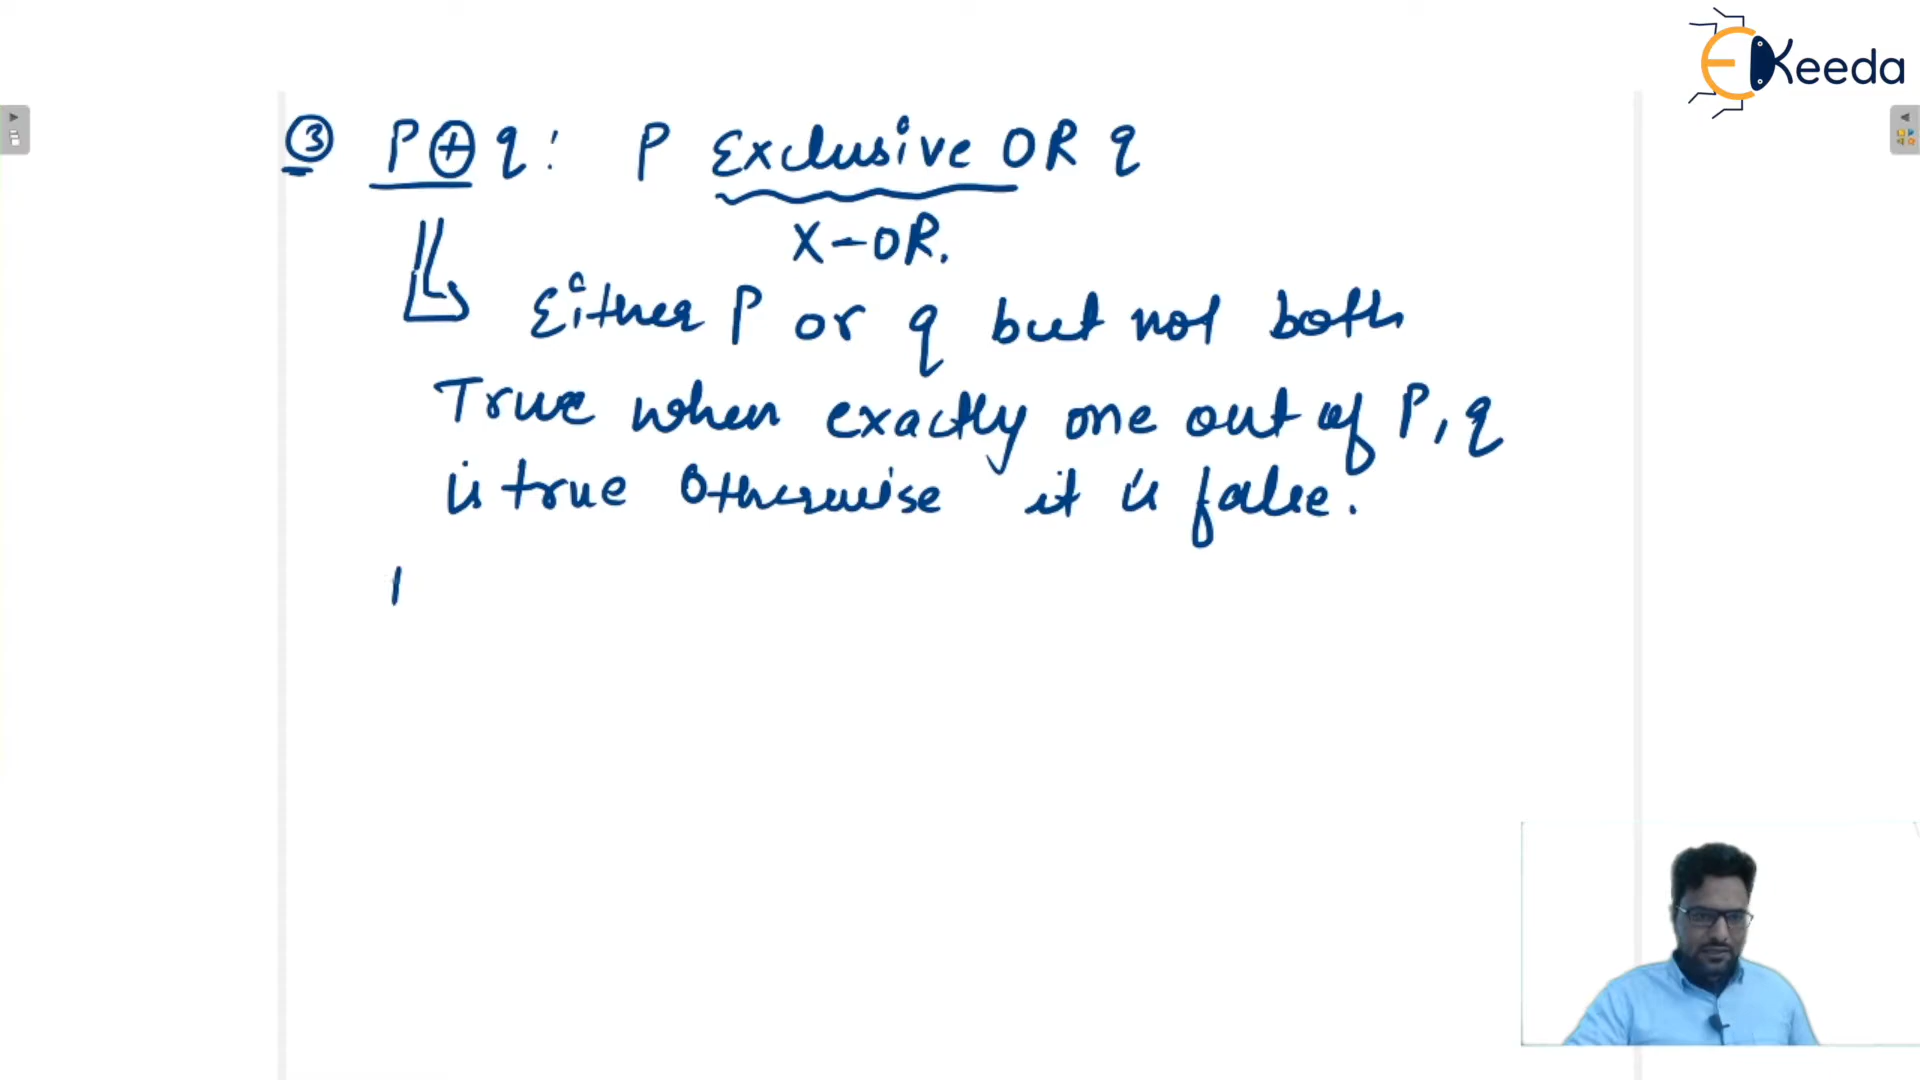 EKeeda
③ P⊕q: P Exclusive OR q
X-OR.
Either P or q but not both
True when exactly one out of P, q
is true Otherwise it is false.